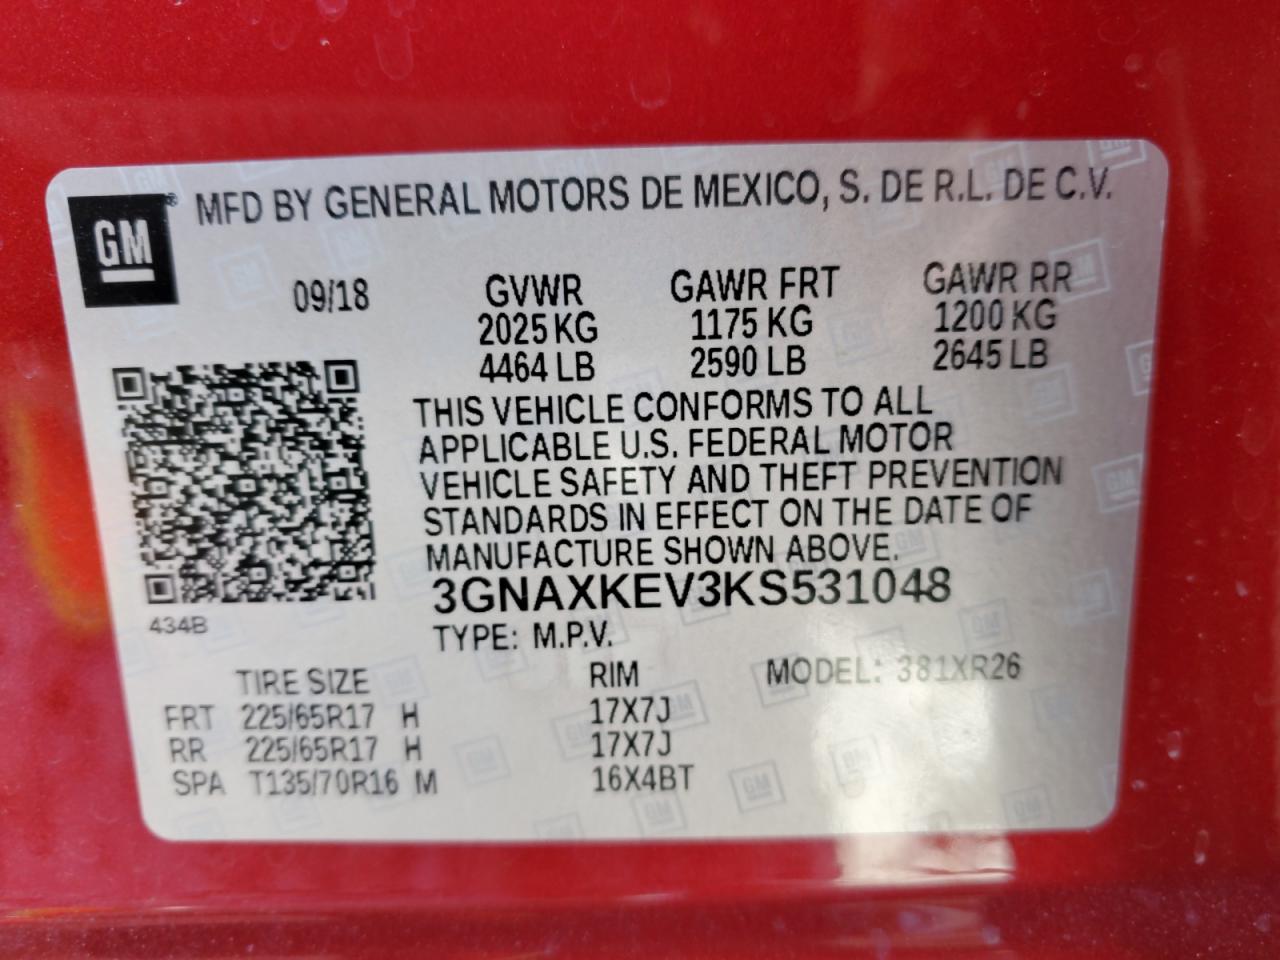 GM
MFD BY GENERAL MOTORS DE MEXICO, S. DE R.L. DE C.V.
09/18 GVWR GAWR FRT GAWR RR
2025 KG 1175 KG 1200 KG
4464 LB 2590 LB 2645 LB
THIS VEHICLE CONFORMS TO ALL
APPLICABLE U.S. FEDERAL MOTOR
VEHICLE SAFETY AND THEFT PREVENTION
STANDARDS IN EFFECT ON THE DATE OF
MANUFACTURE SHOWN ABOVE.
3GNAXKEV3KS531048
434B
TYPE: M.P.V.
TIRE SIZE RIM MODEL: 381XR26
FRT 225/65R17 H 17X7J
RR 225/65R17 H 17X7J
SPA T135/70R16 M 16X4BT